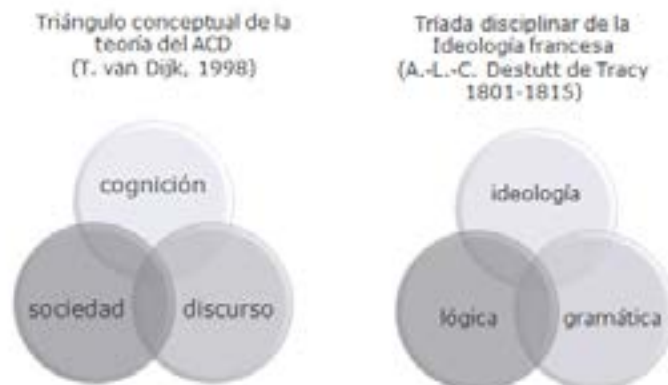 Triángulo conceptual de la
teoría del ACD
(T. van Dijk, 1998)
cognición
sociedad
discurso
Tríada disciplinar de la
Ideología francesa
(A.-L.-C. Destutt de Tracy
1801-1815)
ideología
lógica
gramática